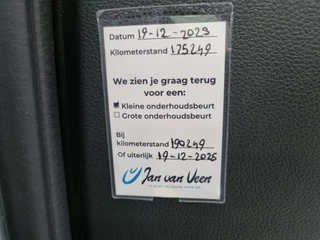 Datum 19-12-2023
Kilometerstand 175249
We zien je graag terug
voor een:
Kleine onderhoudsbeurt
Grote onderhoudsbeurt
Bij
kilometerstand 190249
Of uiterlijk 19-12-2025
Jan van Veen